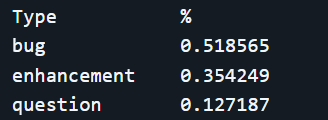 Type %
bug 0.518565
enhancement 0.354249
question 0.127187